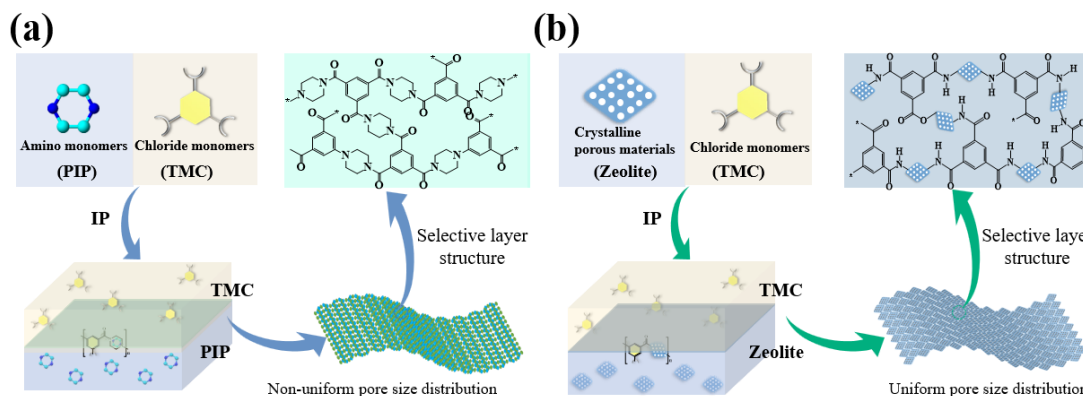 (a)
Amino monomers
(PIP)
Chloride monomers
(TMC)
IP
Selective layer
structure
TMC
PIP
Non-uniform pore size distribution
(b)
Crystalline
porous materials
(Zeolite)
Chloride monomers
(TMC)
IP
Selective laye
structure
TMC
Zeolite
Uniform pore size distribution